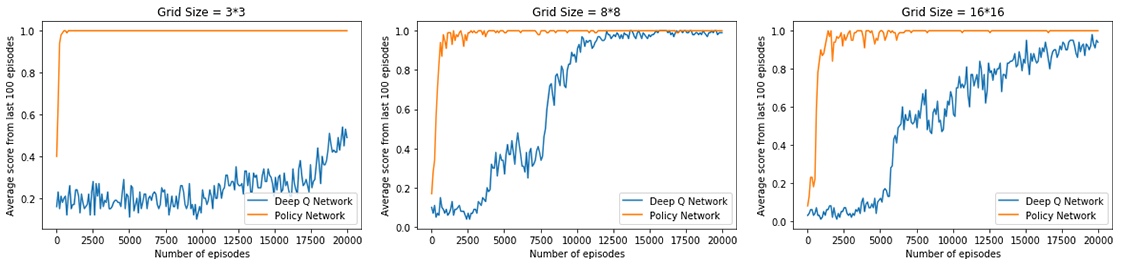 Grid Size = 3*3
Average score from last 100 episodes
1.0
0.8
0.6
0.4
0.2
Deep Q Network
Policy Network
0
2500
5000
7500
10000
12500
15000
17500
20000
Number of episodes
Grid Size = 8*8
Average score from last 100 episodes
1.0
0.8
0.6
0.4
0.2
0.0
Deep Q Network
Policy Network
0
2500
5000
7500
10000
12500
15000
17500
20000
Number of episodes
Grid Size = 16*16
Average score from last 100 episodes
1.0
0.8
0.6
0.4
0.2
0.0
Deep Q Network
Policy Network
0
2500
5000
7500
10000
12500
15000
17500
20000
Number of episodes